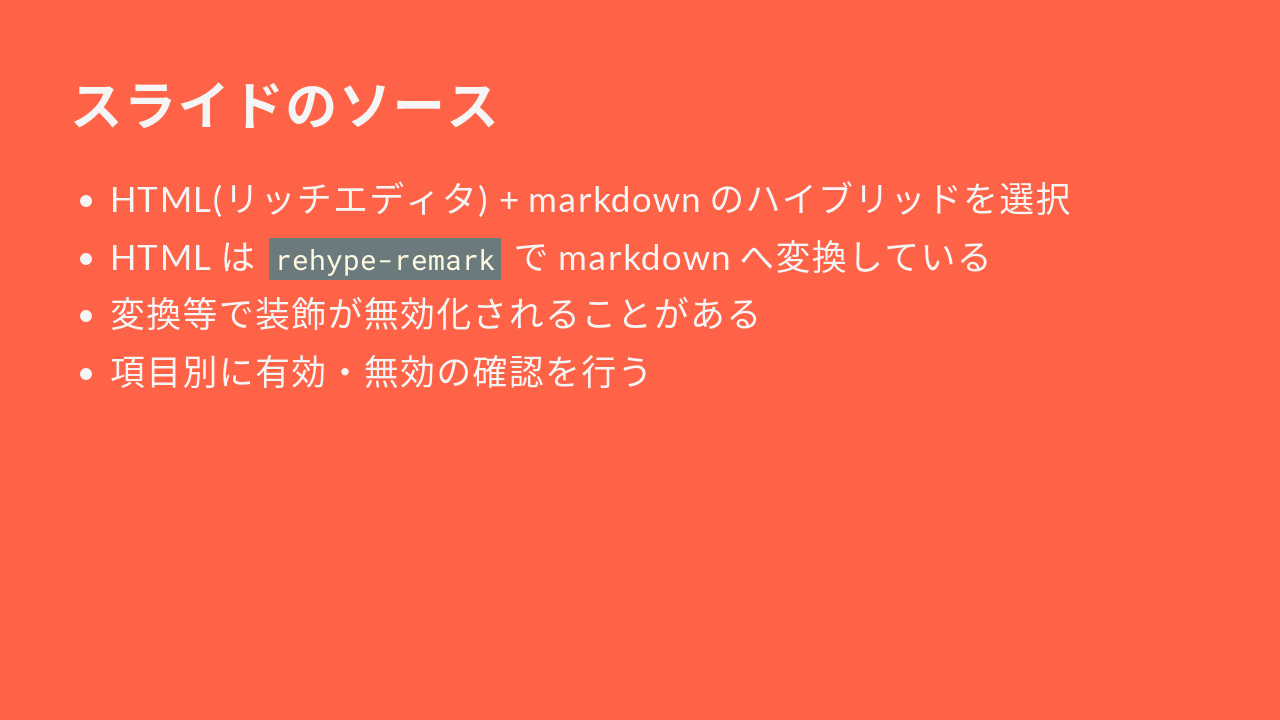 スライドのソース
HTML(リッチエディタ) + markdown のハイブリッドを選択
HTML は rehype-remark で markdown へ変換している
変換等で装飾が無効化されることがある
項目別に有効・無効の確認を行う